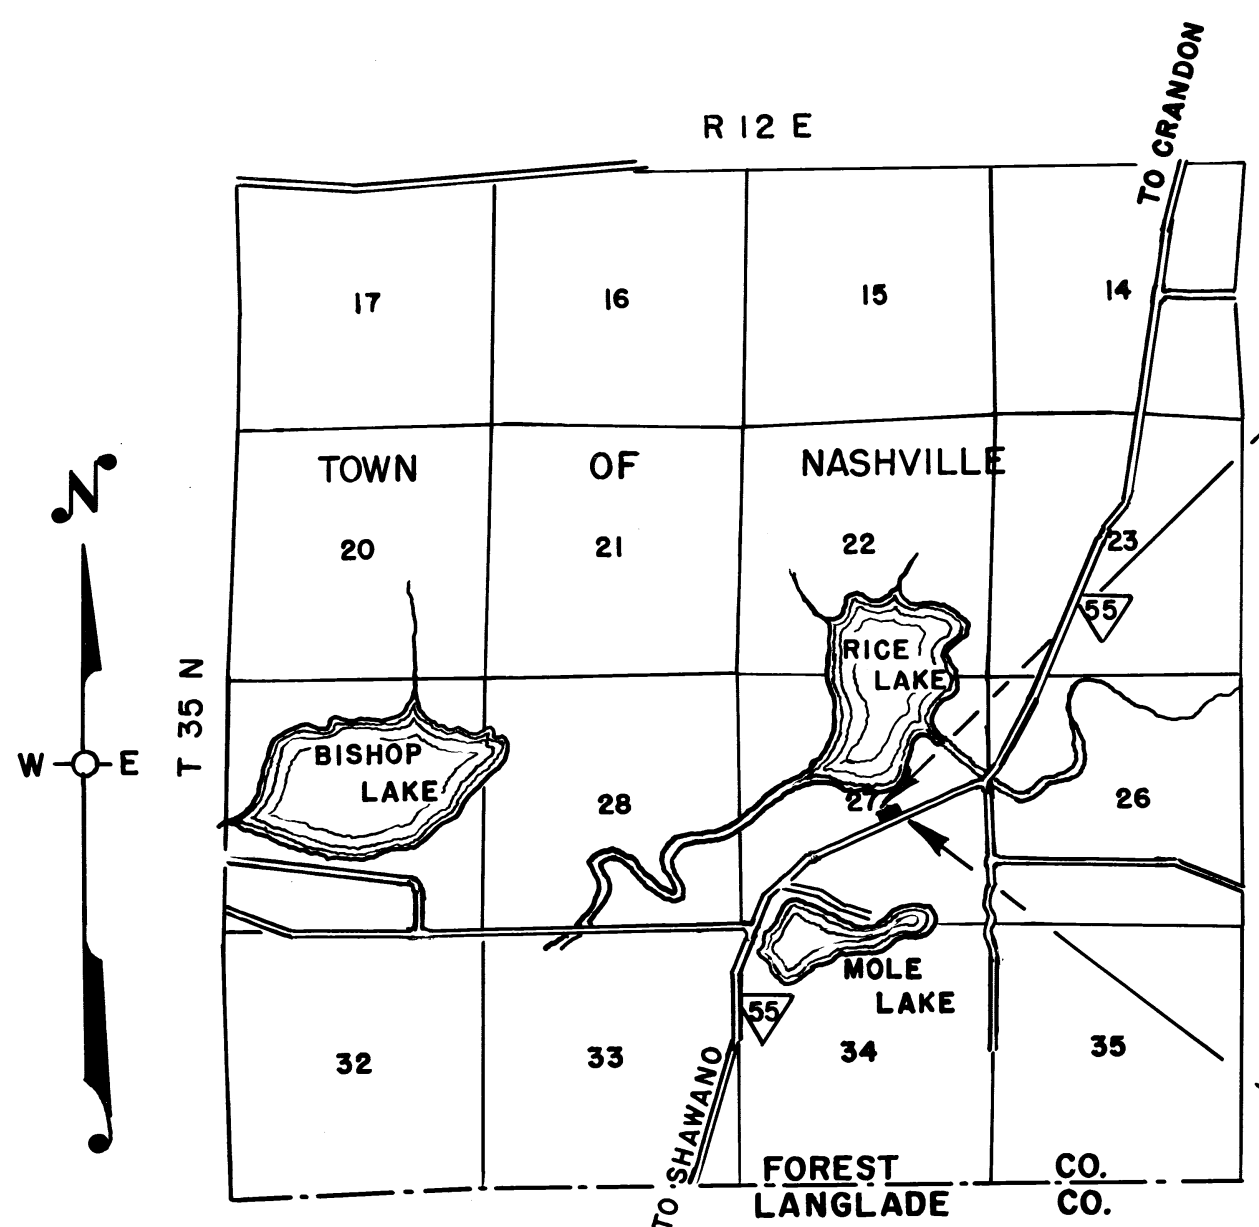 TO CRANDON
R 12 E
17
16
15
14
N
TOWN OF NASHVILLE
20
21
22
23
55
T 35 N
RICE
LAKE
W
E
BISHOP
LAKE
28
27
26
MOLE
LAKE
55
32
33
34
35
TO SHAWANO
FOREST CO.
LANGLADE CO.